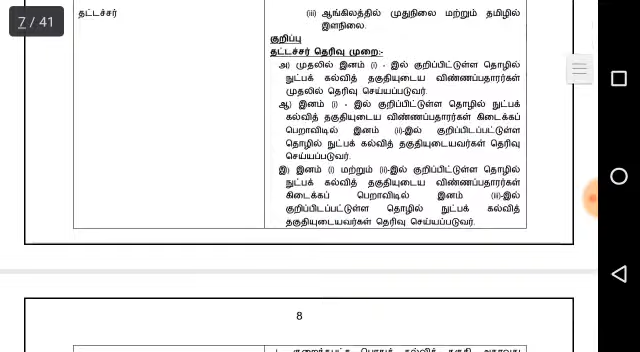 7 / 41
தட்டச்சர்
(iii) ஆங்கிலத்தில் முதுநிலை மற்றும் தமிழில்
இளநிலை.
குறிப்பு
தட்டச்சர் தெரிவு முறை:-
அ) முதலில் இனம் (i) - இல் குறிப்பிட்டுள்ள தொழில்
நுட்பக் கல்வித் தகுதியுடைய விண்ணப்பதாரர்கள்
முதலில் தெரிவு செய்யப்படுவர்.
ஆ) இனம் (i) - இல் குறிப்பிட்டுள்ள தொழில் நுட்பக்
கல்வித் தகுதியுடைய விண்ணப்பதாரர்கள் கிடைக்கப்
பெறாவிடில் இனம் (ii)-இல் குறிப்பிடப்பட்டுள்ள
தொழில் நுட்பக் கல்வித் தகுதியுடையவர்கள் தெரிவு
செய்யப்படுவர்.
இ) இனம் (i) மற்றும் (ii)-இல் குறிப்பிட்டுள்ள தொழில்
நுட்பக் கல்வித் தகுதியுடைய விண்ணப்பதாரர்கள்
கிடைக்கப் பெறாவிடில் இனம் (iii)-இல்
குறிப்பிடப்பட்டுள்ள தொழில் நுட்பக் கல்வித்
தகுதியுடையவர்கள் தெரிவு செய்யப்படுவர்.
8